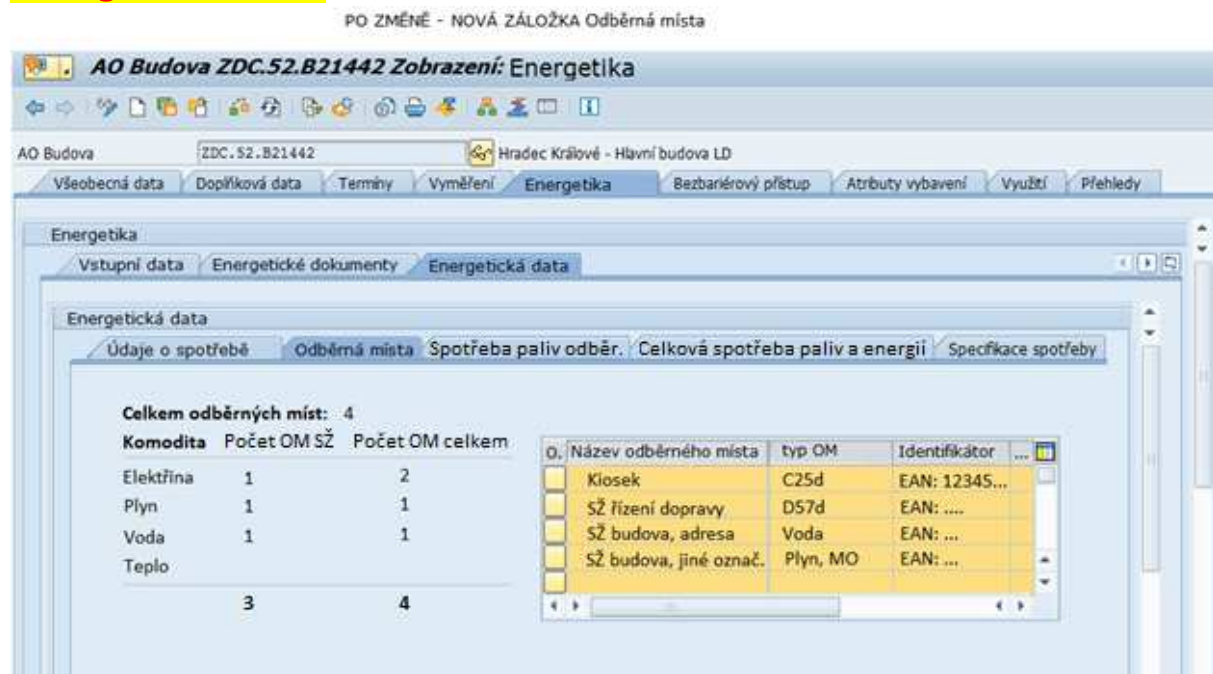 PO ZMĚNĚ - NOVÁ ZÁLOŽKA Odběrná místa
AO Budova ZDC.52.B21442 Zobrazení: Energetika
AO Budova ZDC.52.B21442 Hradec Králové - Hlavní budova LD
Všeobecná data Doplňková data Termíny Vyměření Energetika Bezbariérový přístup Atributy vybavení Využití Přehledy
Energetika
Vstupní data Energetické dokumenty Energetická data
Energetická data
Údaje o spotřebě Odběrná místa Spotřeba paliv odběr. Celková spotřeba paliv a energií Specifikace spotřeby
Celkem odběrných míst: 4
Komodita Počet OM SŽ Počet OM celkem
Elektřina 1 2
Plyn 1 1
Voda 1 1
Teplo
3 4
O. Název odběrného místa typ OM Identifikátor ...
Kiosek C25d EAN: 12345...
SŽ řízení dopravy D57d EAN: ....
SŽ budova, adresa Voda EAN: ...
SŽ budova, jiné označ. Plyn, MO EAN: ...